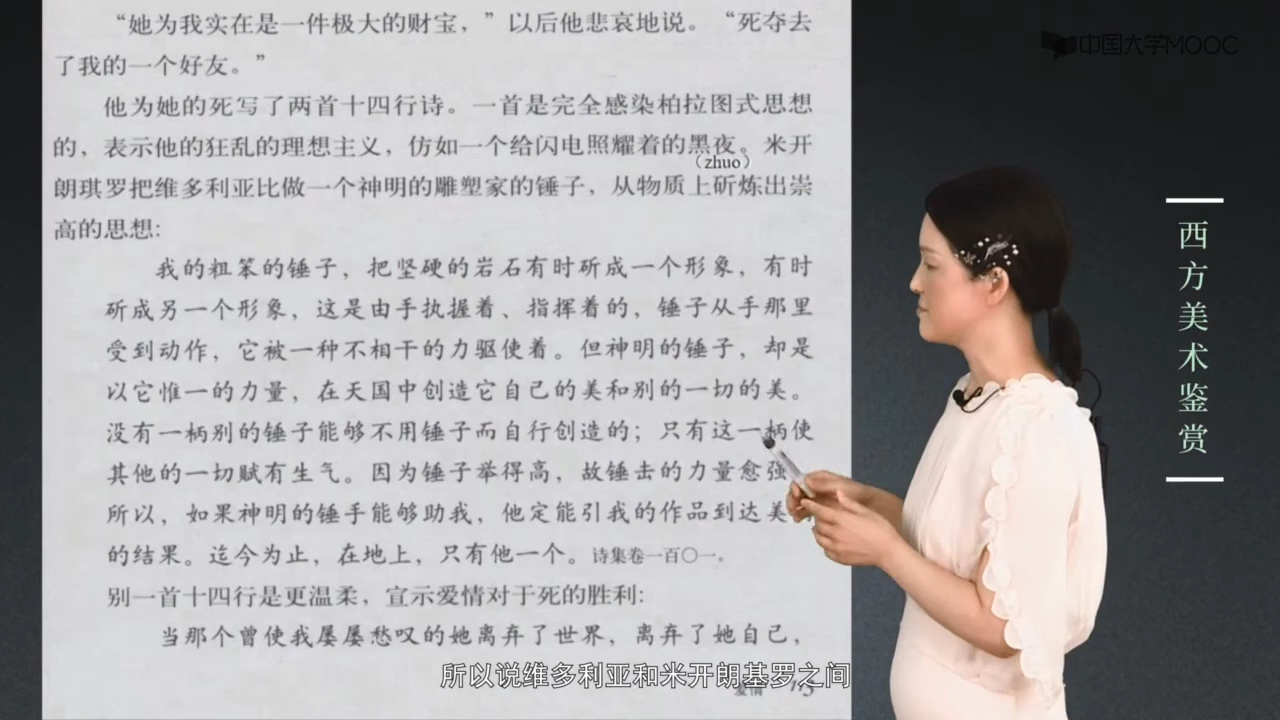 “她为我实在是一件极大的财宝，”以后他悲哀地说。“死夺去
了我的一个好友。”
他为她的死写了两首十四行诗。一首是完全感染柏拉图式思想
的，表示他的狂乱的理想主义，仿如一个给闪电照耀着的黑夜。米开
（zhuo）
朗琪罗把维多利亚比做一个神明的雕塑家的锤子，从物质上斫炼出崇
高的思想:
我的粗笨的锤子，把坚硬的岩石有时斫成一个形象，有时
斫成另一个形象，这是由手执握着、指挥着的，锤子从手那里
受到动作，它被一种不相干的力驱使着。但神明的锤子，却是
以它惟一的力量，在天国中创造它自己的美和别的一切的美。
没有一柄别的锤子能够不用锤子而自行创造的；只有这一柄使
其他的一切赋有生气。因为锤子举得高，故锤击的力量愈强
所以，如果神明的锤手能够助我，他定能引我的作品到达美
的结果。迄今为止，在地上，只有他一个。诗集卷一百〇一。
别一首十四行是更温柔，宣示爱情对于死的胜利:
当那个曾使我屡屡愁叹的她离弃了世界，离弃了她自己，
爱情
所以说维多利亚和米开朗基罗之间
中国大学MOOC
西方美术鉴赏